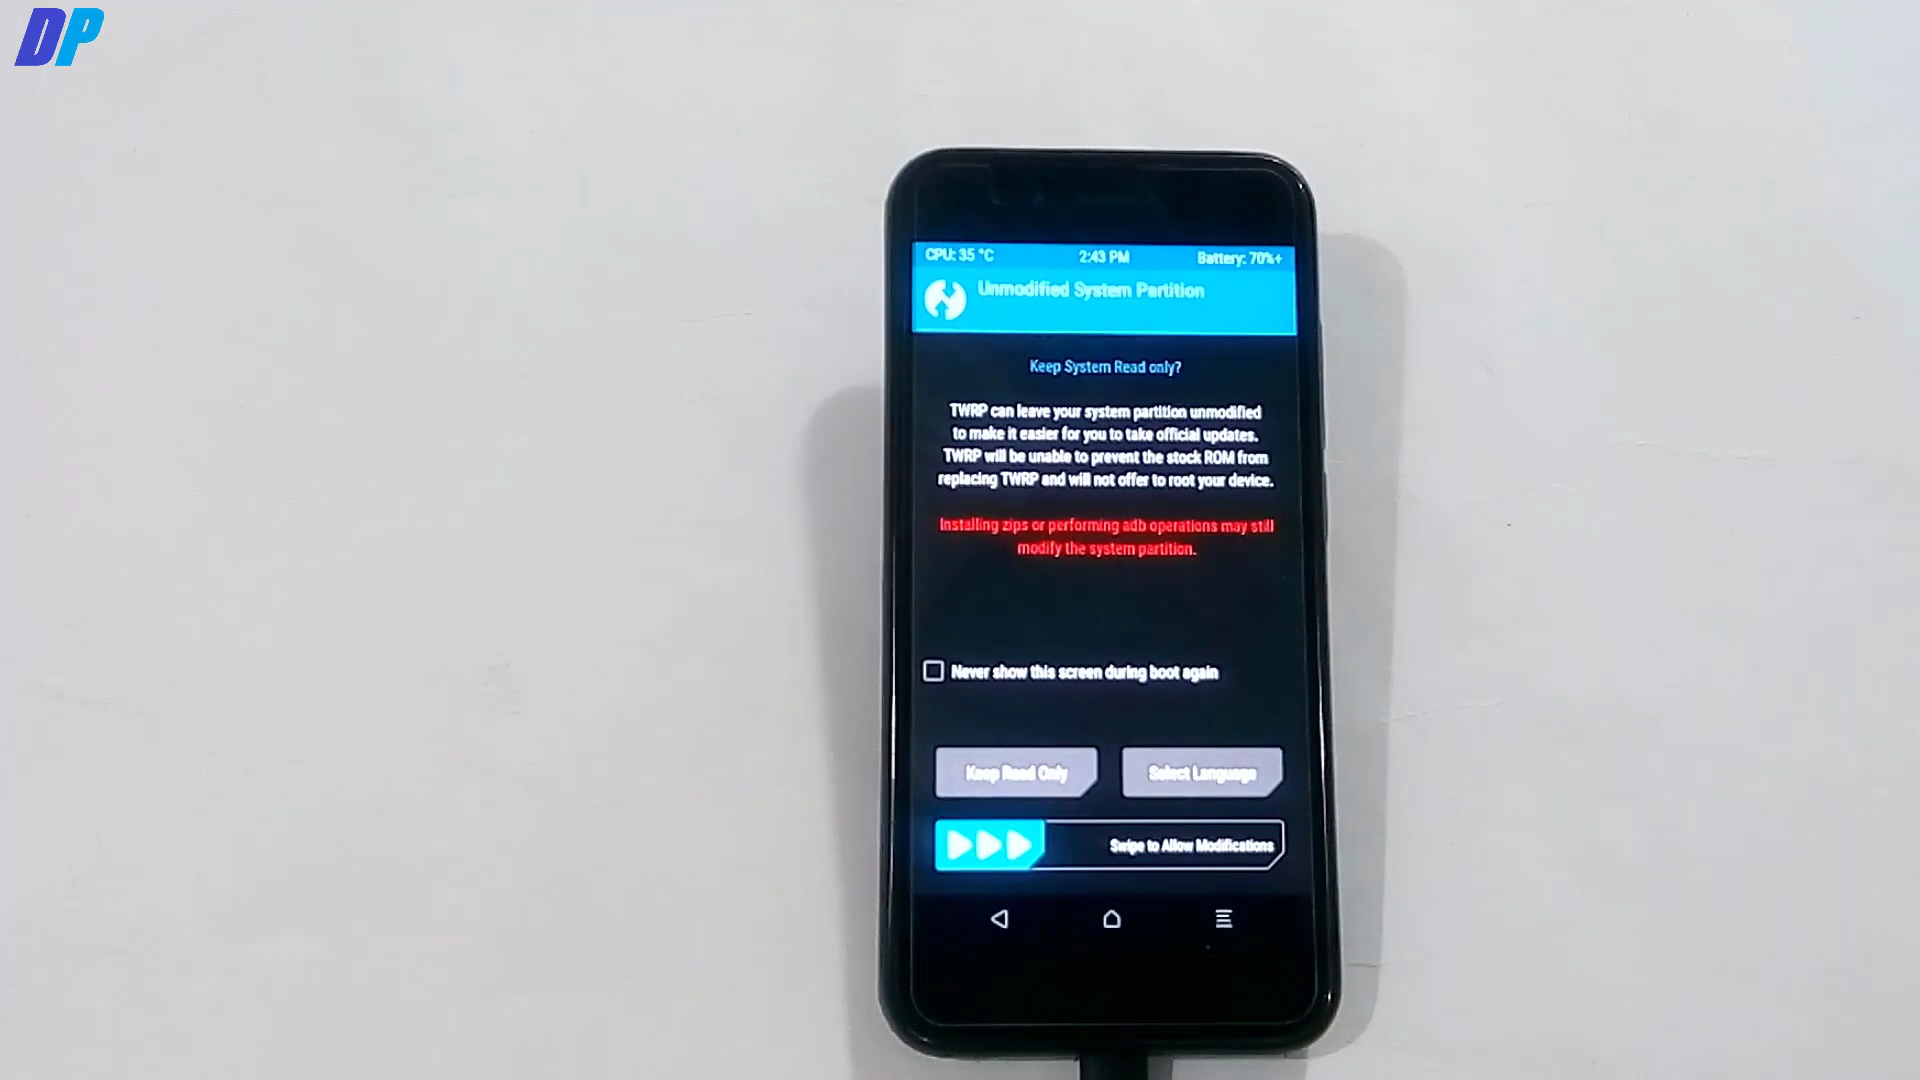 DP
CPU: 35 °C 2:43 PM Battery: 70%+
Unmodified System Partition
Keep System Read only?
TWRP can leave your system partition unmodified
to make it easier for you to take official updates.
TWRP will be unable to prevent the stock ROM from
replacing TWRP and will not offer to root your device.
Installing zips or performing adb operations may still
modify the system partition.
Never show this screen during boot again
Keep Read Only Select Language
Swipe to Allow Modifications